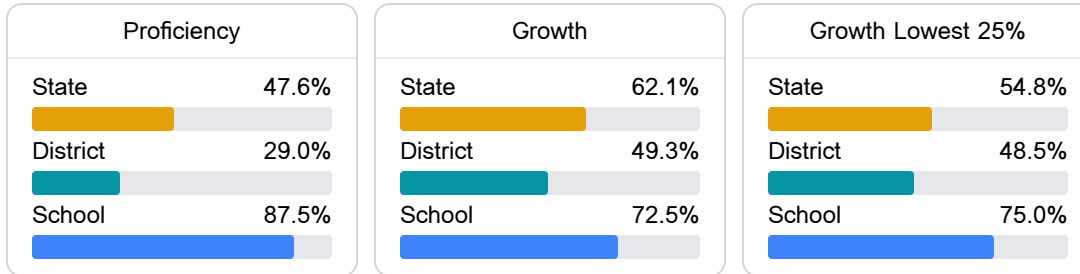 Proficiency
State 47.6%
District 29.0%
School 87.5%
Growth
State 62.1%
District 49.3%
School 72.5%
Growth Lowest 25%
State 54.8%
District 48.5%
School 75.0%